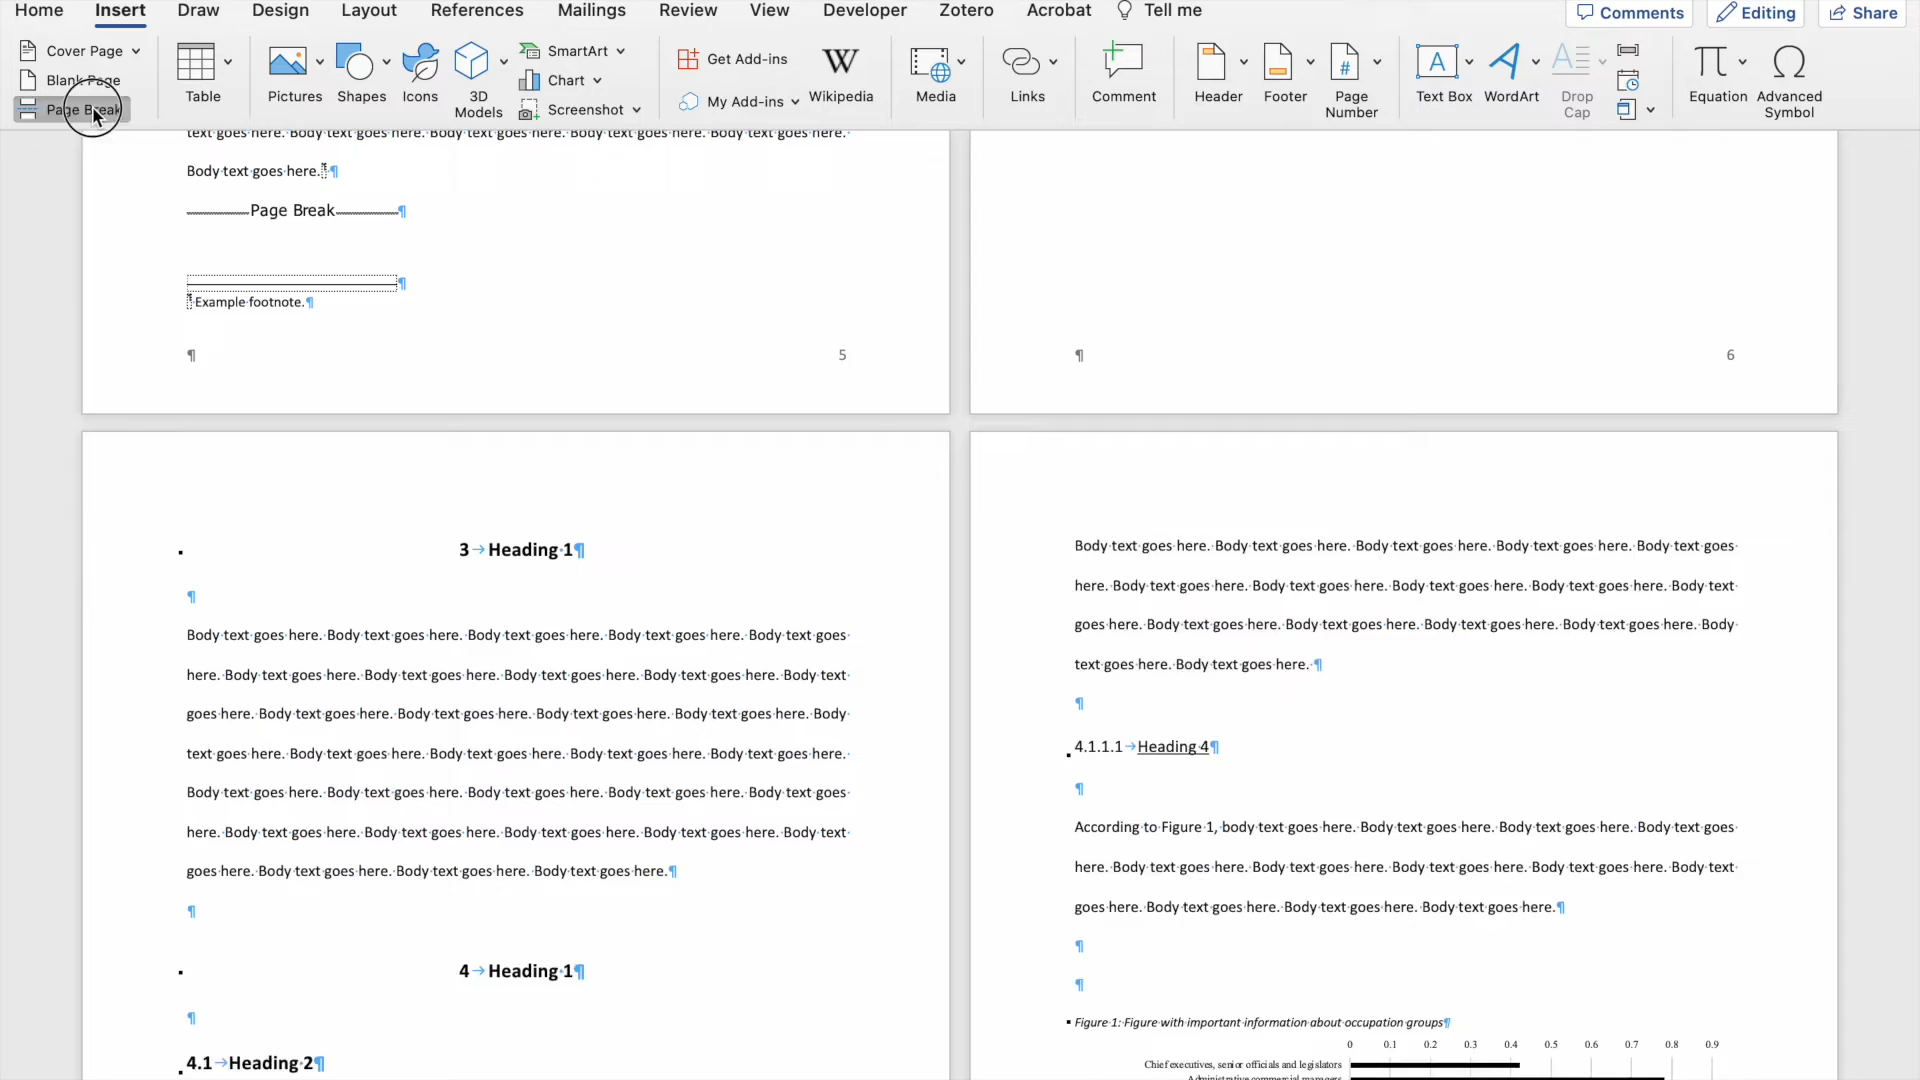 Home Insert Draw Design Layout References Mailings Review View Developer Zotero Acrobat Tell me Comments Editing Share
Cover Page
Blank Page
Page Break
Table
Pictures
Shapes
Icons
3D
Models
SmartArt
Chart
Screenshot
Get Add-ins
My Add-ins
W
Wikipedia
Media
Links
Comment
Header
Footer
#
Page
Number
A
Text Box
A
WordArt
A
Drop
Cap
π
Equation
Ω
Advanced
Symbol
text·goes·here.·Body·text·goes·here.·Body·text·goes·here.·Body·text·goes·here.·Body·text·goes·here.·
Body·text·goes·here.¶
Page Break¶
¶
Example·footnote.¶
¶ 5
¶ 6
3→Heading·1¶
¶
Body·text·goes·here.·Body·text·goes·here.·Body·text·goes·here.·Body·text·goes·here.·Body·text·goes·
here.·Body·text·goes·here.·Body·text·goes·here.·Body·text·goes·here.·Body·text·goes·here.·Body·text·
goes·here.·Body·text·goes·here.·Body·text·goes·here.·Body·text·goes·here.·Body·text·goes·here.·Body·
text·goes·here.·Body·text·goes·here.·Body·text·goes·here.·Body·text·goes·here.·Body·text·goes·here.·
Body·text·goes·here.·Body·text·goes·here.·Body·text·goes·here.·Body·text·goes·here.·Body·text·goes·
here.·Body·text·goes·here.·Body·text·goes·here.·Body·text·goes·here.·Body·text·goes·here.·Body·text·
goes·here.·Body·text·goes·here.·Body·text·goes·here.·Body·text·goes·here.¶
¶
4→Heading·1¶
¶
4.1→Heading·2¶
Body·text·goes·here.·Body·text·goes·here.·Body·text·goes·here.·Body·text·goes·here.·Body·text·goes·
here.·Body·text·goes·here.·Body·text·goes·here.·Body·text·goes·here.·Body·text·goes·here.·Body·text·
goes·here.·Body·text·goes·here.·Body·text·goes·here.·Body·text·goes·here.·Body·text·goes·here.·Body·
text·goes·here.·Body·text·goes·here.·¶
¶
4.1.1.1→Heading·4¶
¶
According·to·Figure·1,·body·text·goes·here.·Body·text·goes·here.·Body·text·goes·here.·Body·text·goes·
here.·Body·text·goes·here.·Body·text·goes·here.·Body·text·goes·here.·Body·text·goes·here.·Body·text·
goes·here.·Body·text·goes·here.·Body·text·goes·here.·Body·text·goes·here.¶
¶
¶
Figure·1:·Figure·with·important·information·about·occupation·groups¶
0 0.1 0.2 0.3 0.4 0.5 0.6 0.7 0.8 0.9
Chief executives, senior officials and legislators
Administrative commercial managers